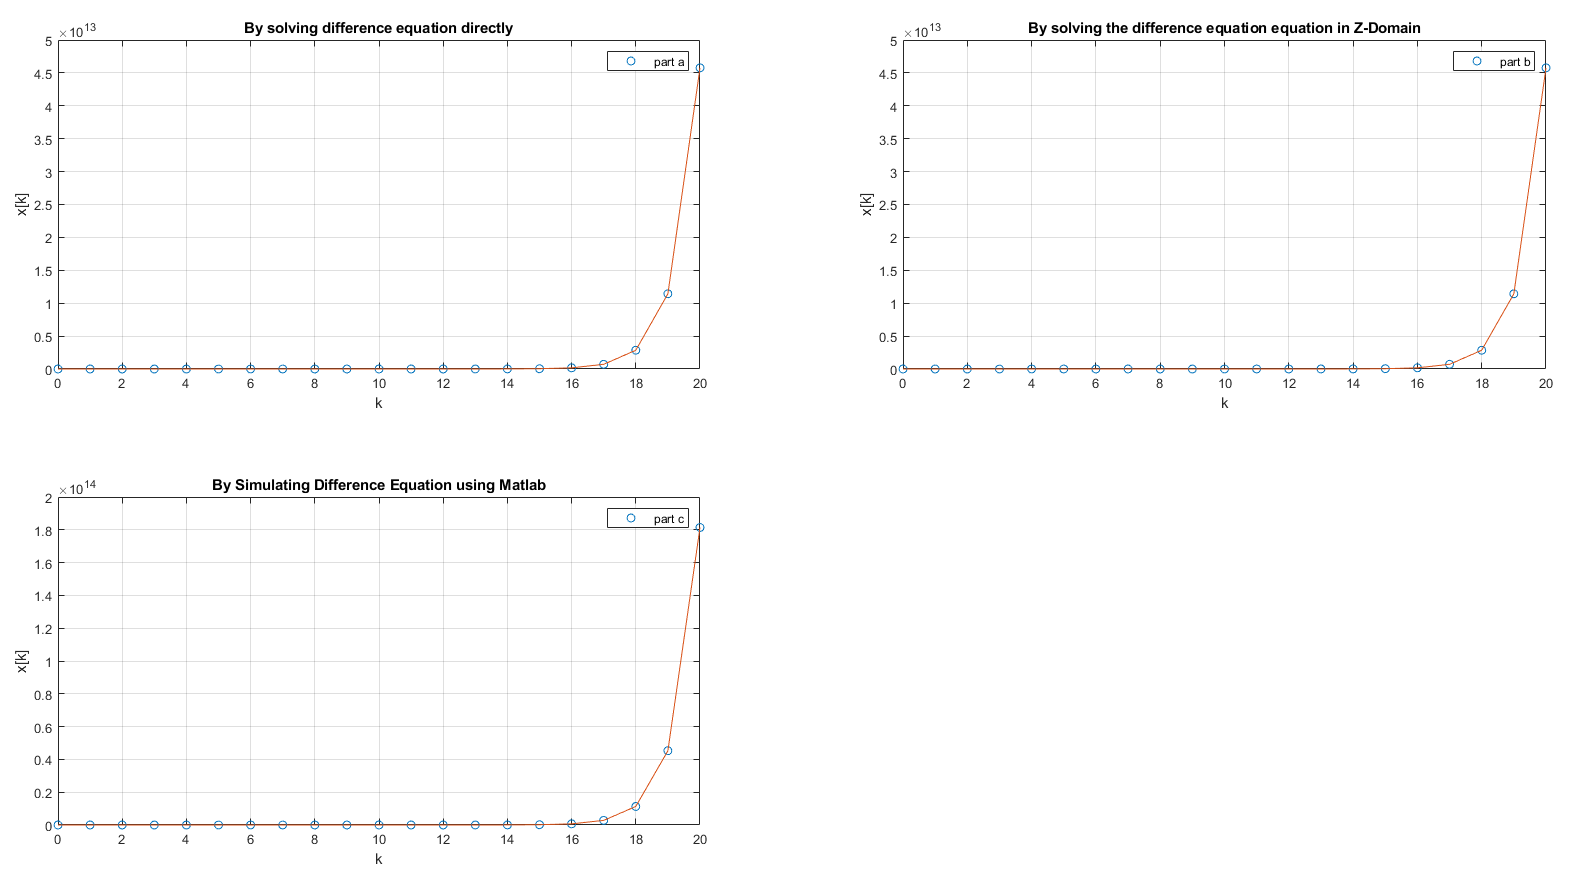 By solving difference equation directly
×10^13
5
4.5
4
3.5
3
2.5
2
1.5
1
0.5
0
x[k]
part a
0 2 4 6 8 10 12 14 16 18 20
k
By solving the difference equation equation in Z-Domain
×10^13
5
4.5
4
3.5
3
2.5
2
1.5
1
0.5
0
x[k]
part b
0 2 4 6 8 10 12 14 16 18 20
k
By Simulating Difference Equation using Matlab
×10^14
2
1.8
1.6
1.4
1.2
1
0.8
0.6
0.4
0.2
0
x[k]
part c
0 2 4 6 8 10 12 14 16 18 20
k